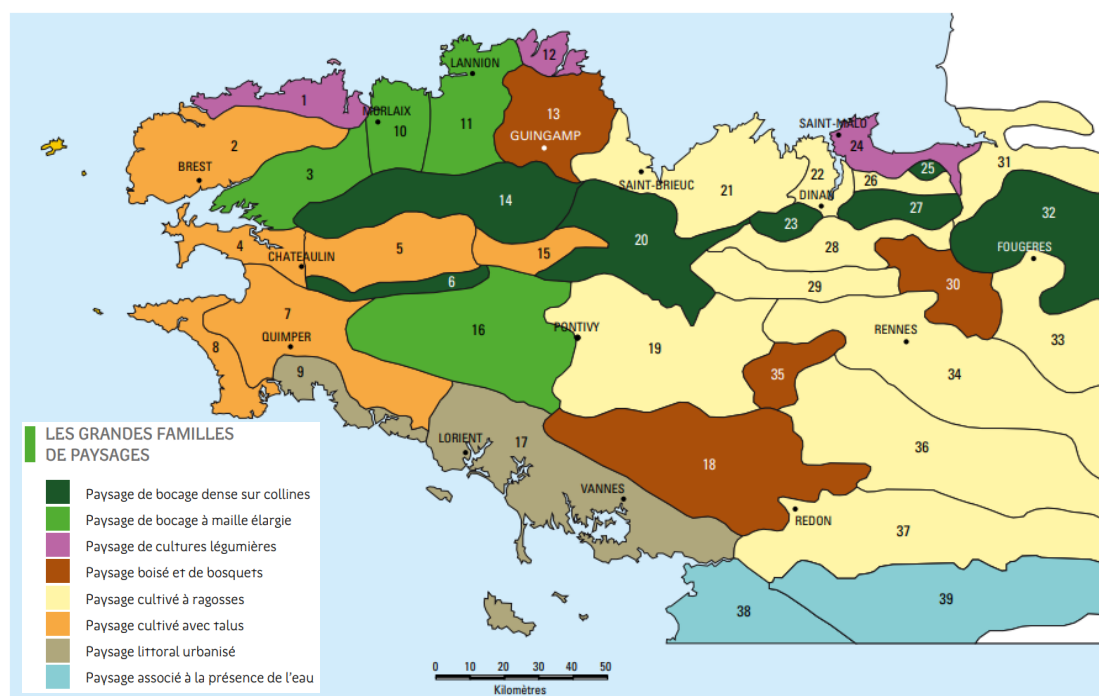 LANNION
12
1
MORLAIX
10
11
13
GUINGAMP
2
BREST
3
SAINT-MALO
24
25
31
22
26
SAINT-BRIEUC
21
DINAN
27
32
14
23
20
28
FOUGERES
4
5
15
CHATEAULIN
6
29
30
7
16
PONTIVY
19
RENNES
33
8
QUIMPER
34
9
35
LES GRANDES FAMILLES
DE PAYSAGES
LORIENT
17
18
36
VANNES
REDON
37
38
39
Paysage de bocage dense sur collines
Paysage de bocage à maille élargie
Paysage de cultures légumières
Paysage boisé et de bosquets
Paysage cultivé à ragosses
Paysage cultivé avec talus
Paysage littoral urbanisé
Paysage associé à la présence de l'eau
0 10 20 30 40 50
Kilomètres